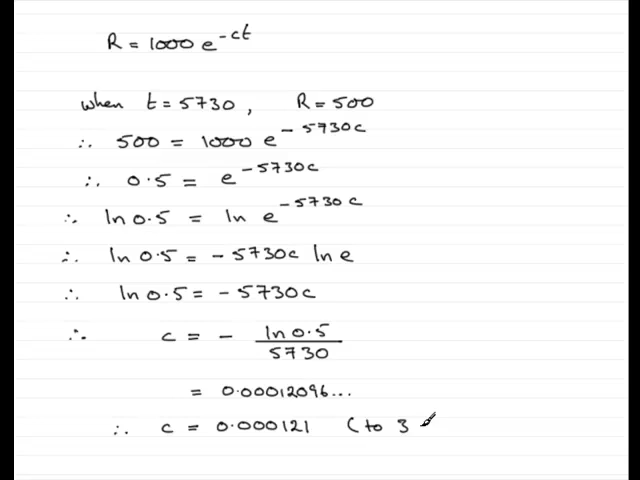 R = 1000 e^-ct
when t = 5730, R = 500
∴ 500 = 1000 e^-5730c
∴ 0.5 = e^-5730c
∴ ln 0.5 = ln e^-5730c
∴ ln 0.5 = -5730c ln e
∴ ln 0.5 = -5730c
∴ c = - ln 0.5 / 5730
= 0.00012096...
∴ c = 0.000121 (to 3